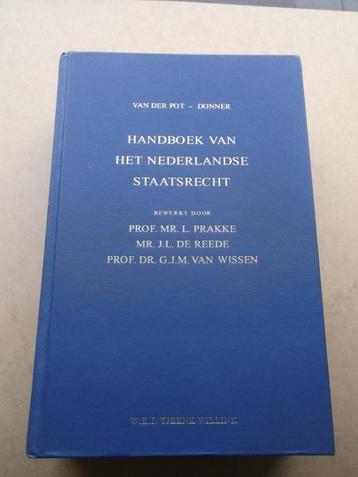 VAN DER POT – DONNER
HANDBOEK VAN
HET NEDERLANDSE
STAATSRECHT
BEWERKT DOOR
PROF. MR. L. PRAKKE
MR. J.L. DE REEDE
PROF. DR. G.J.M. VAN WISSEN
W.E.J. TJEENK WILLINK